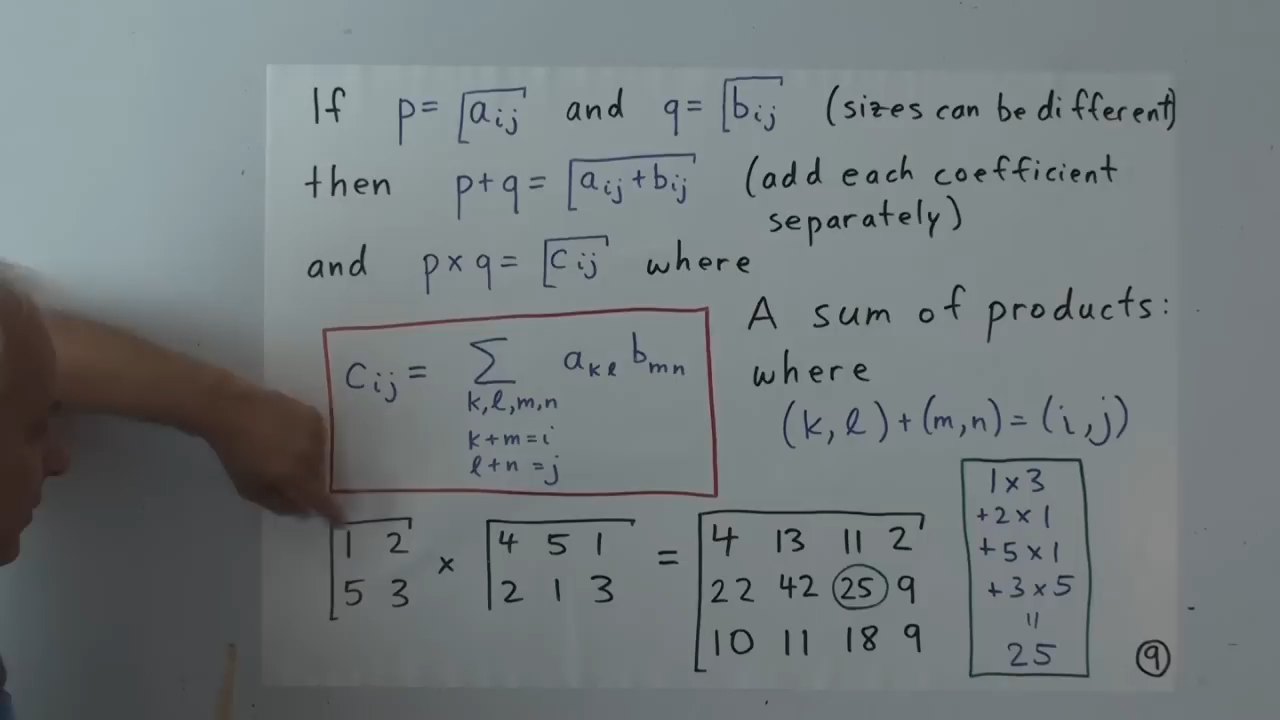 If p = [aij and q = [bij (sizes can be different)
then p+q = [aij + bij (add each coefficient
separately)
and p × q = [cij where
A sum of products:
where
(k, ℓ) + (m, n) = (i, j)
cij = ∑ akℓ bmn
k, ℓ, m, n
k + m = i
ℓ + n = j
1 2 × 4 5 1 = 4 13 11 2
5 3 2 1 3 22 42 25 9
10 11 18 9
1 × 3
+ 2 × 1
+ 5 × 1
+ 3 × 5
=
25
9